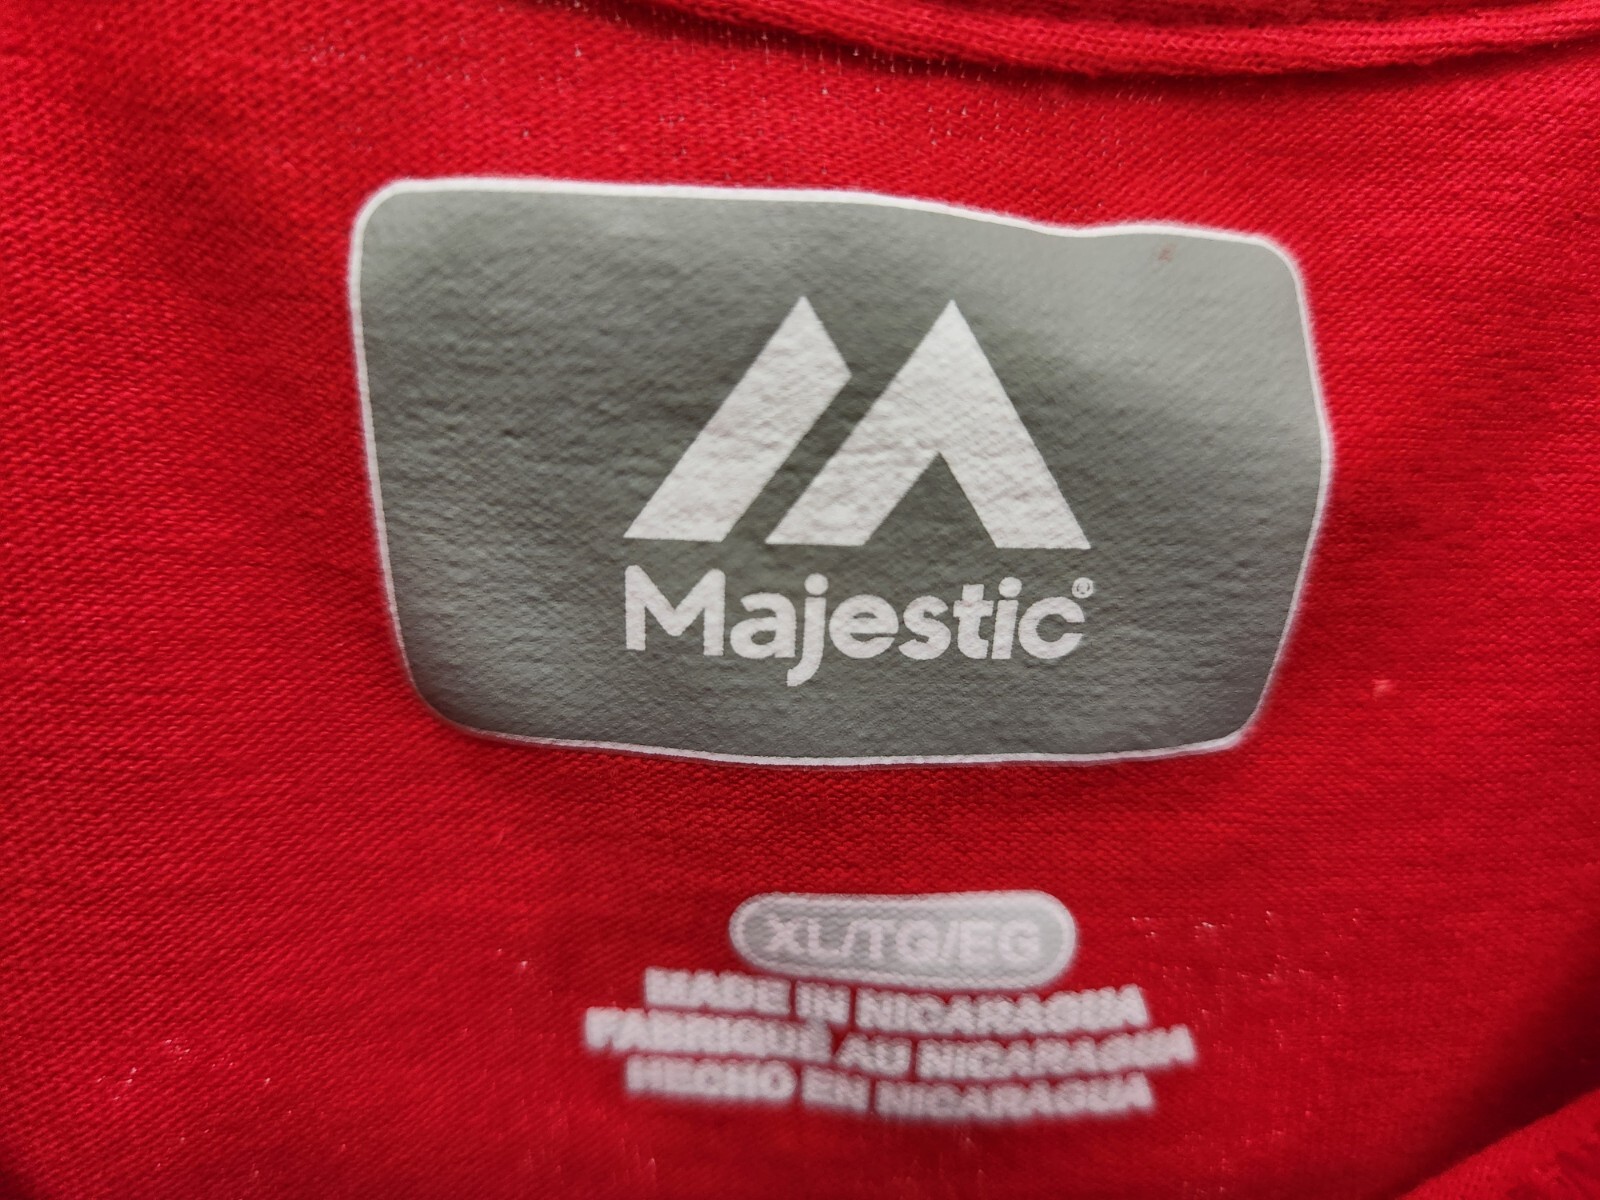 Majestic®
XL/TG/EG
MADE IN NICARAGUA
FABRIQUÉ AU NICARAGUA
HECHO EN NICARAGUA